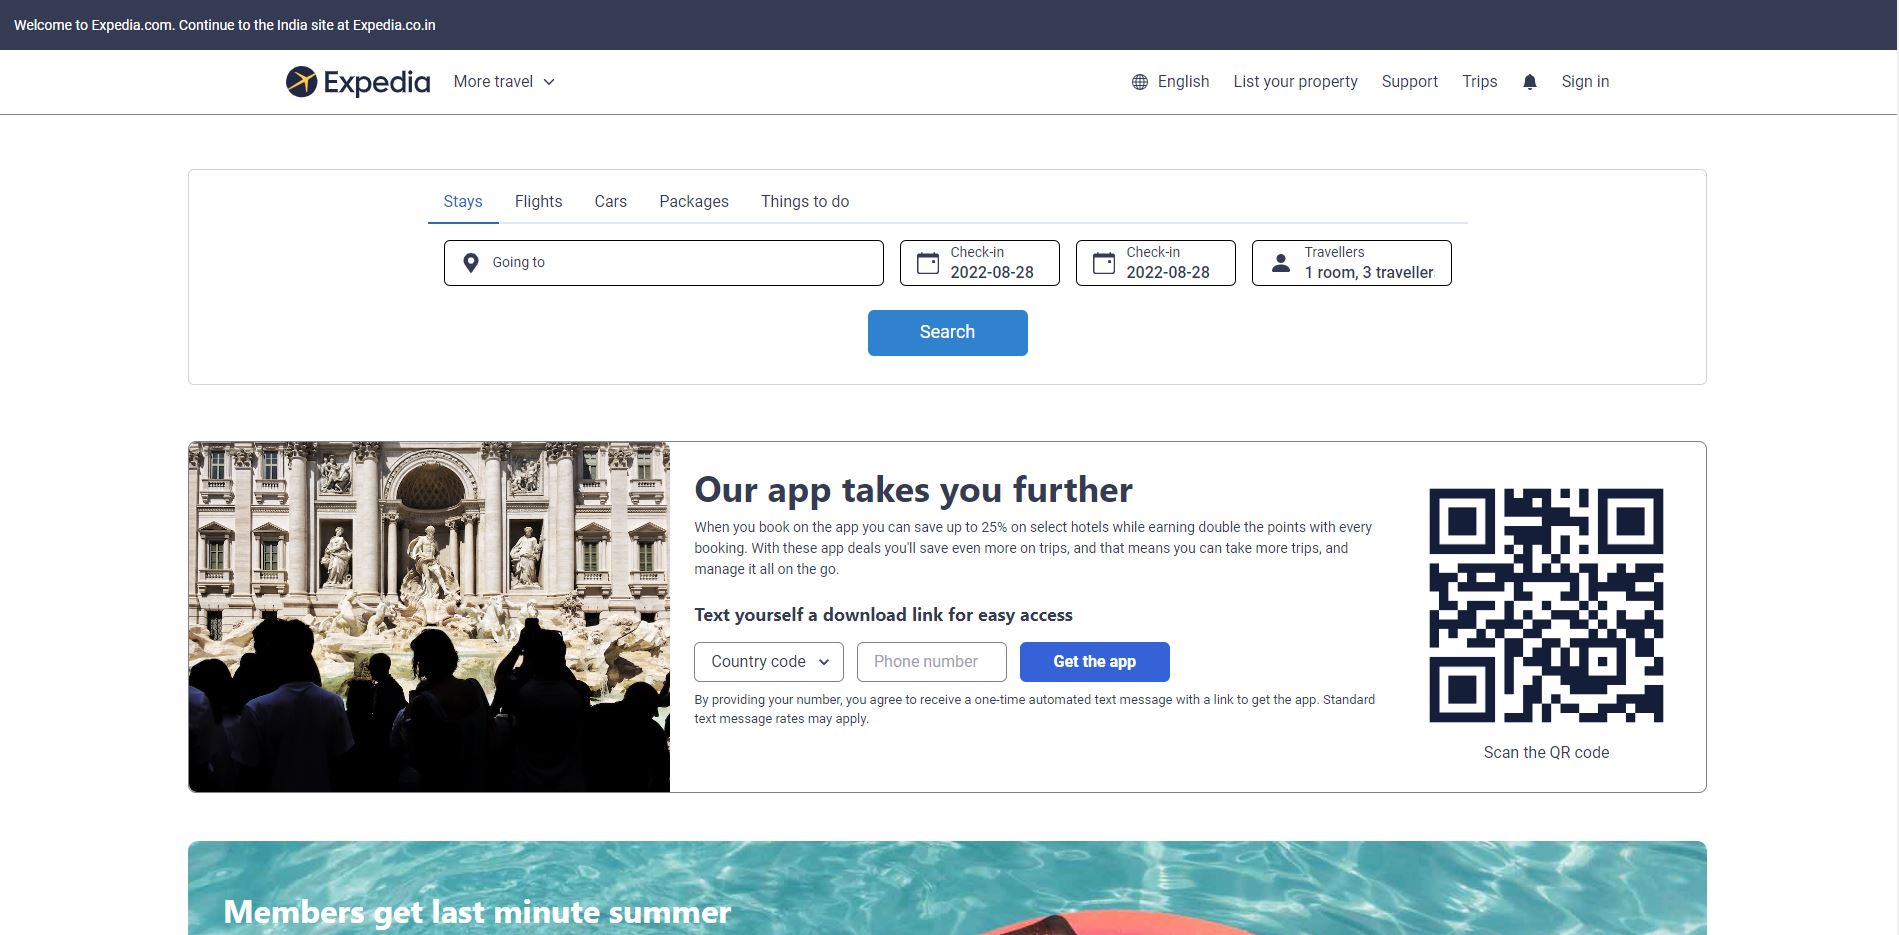 Welcome to Expedia.com. Continue to the India site at Expedia.co.in
Expedia
More travel
English
List your property
Support
Trips
Sign in
Stays
Flights
Cars
Packages
Things to do
Going to
Check-in
2022-08-28
Check-in
2022-08-28
Travellers
1 room, 3 traveller
Search
Our app takes you further
When you book on the app you can save up to 25% on select hotels while earning double the points with every
booking. With these app deals you'll save even more on trips, and that means you can take more trips, and
manage it all on the go.
Text yourself a download link for easy access
Country code
Phone number
Get the app
By providing your number, you agree to receive a one-time automated text message with a link to get the app. Standard
text message rates may apply.
Scan the QR code
Members get last minute summer